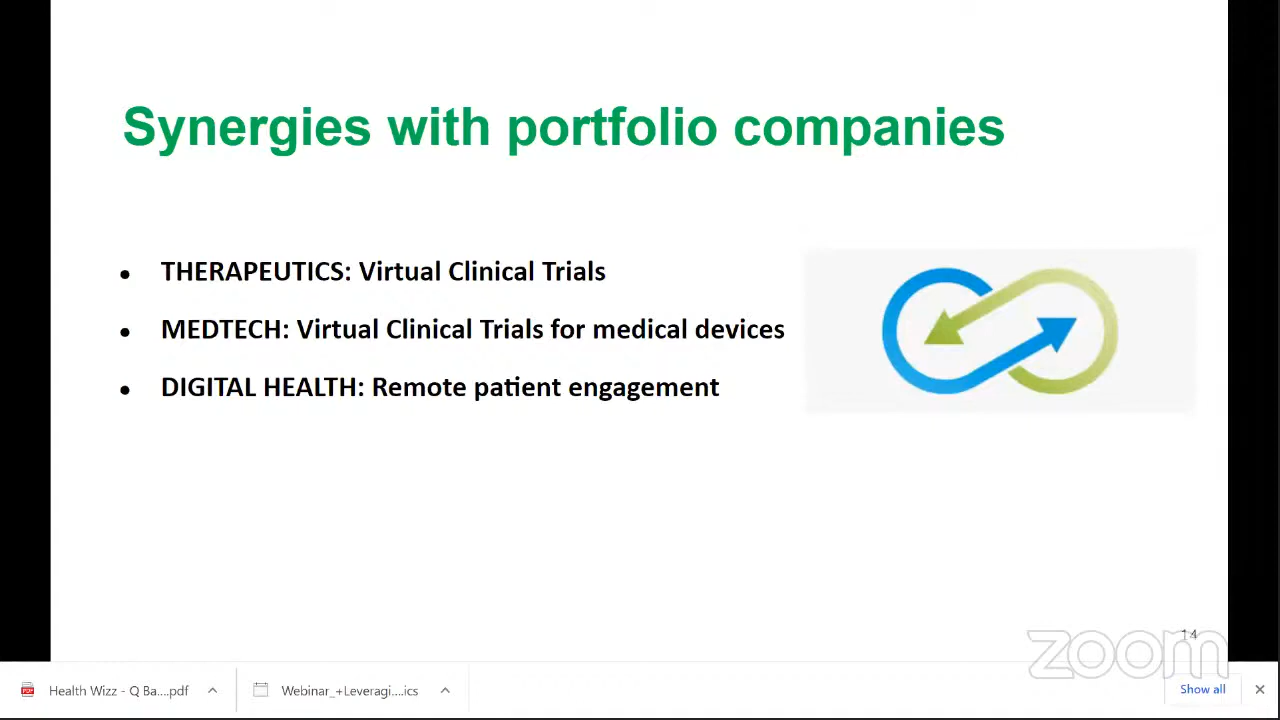 Synergies with portfolio companies
• THERAPEUTICS: Virtual Clinical Trials
• MEDTECH: Virtual Clinical Trials for medical devices
• DIGITAL HEALTH: Remote patient engagement
14
zoom
Health Wizz - Q Ba....pdf
Webinar_+Leveragi....ics
Show all